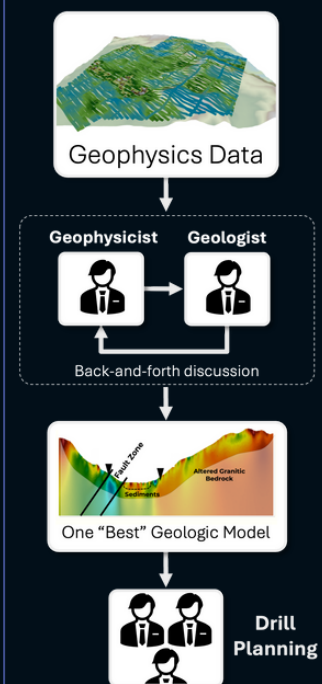 Geophysics Data
Geophysicist
Geologist
Back-and-forth discussion
Fault Zone
Sediments
Altered Granitic
Bedrock
One “Best” Geologic Model
Drill
Planning